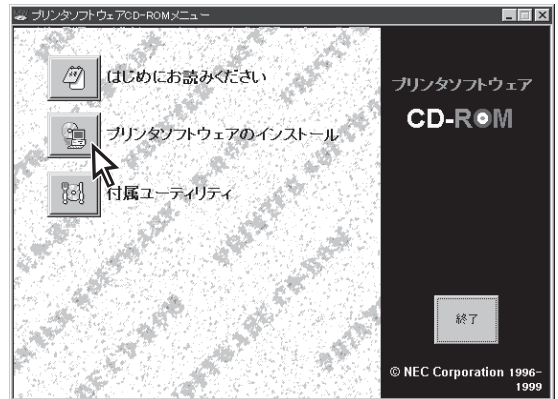 プリンタソフトウェアCD-ROMメニュー
はじめにお読みください
プリンタソフトウェアのインストール
付属ユーティリティ
プリンタソフトウェア
CD-ROM
終了
© NEC Corporation 1996-
1999